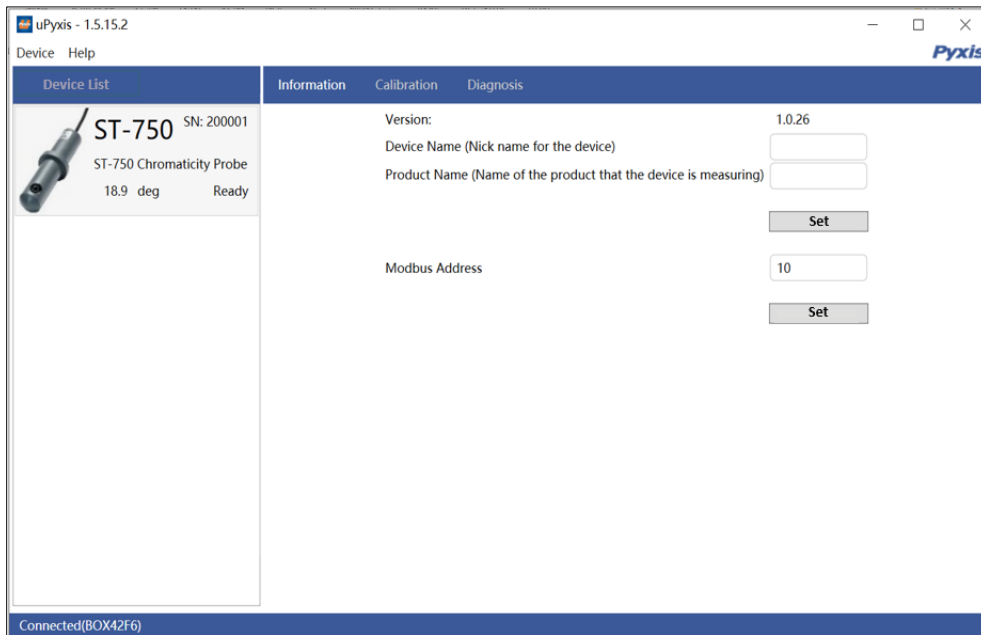 uPyxis - 1.5.15.2
Device Help
Pyxis
Device List
Information Calibration Diagnosis
ST-750 SN: 200001
ST-750 Chromaticity Probe
18.9 deg Ready
Version: 1.0.26
Device Name (Nick name for the device)
Product Name (Name of the product that the device is measuring)
Set
Modbus Address 10
Set
Connected(BOX42F6)